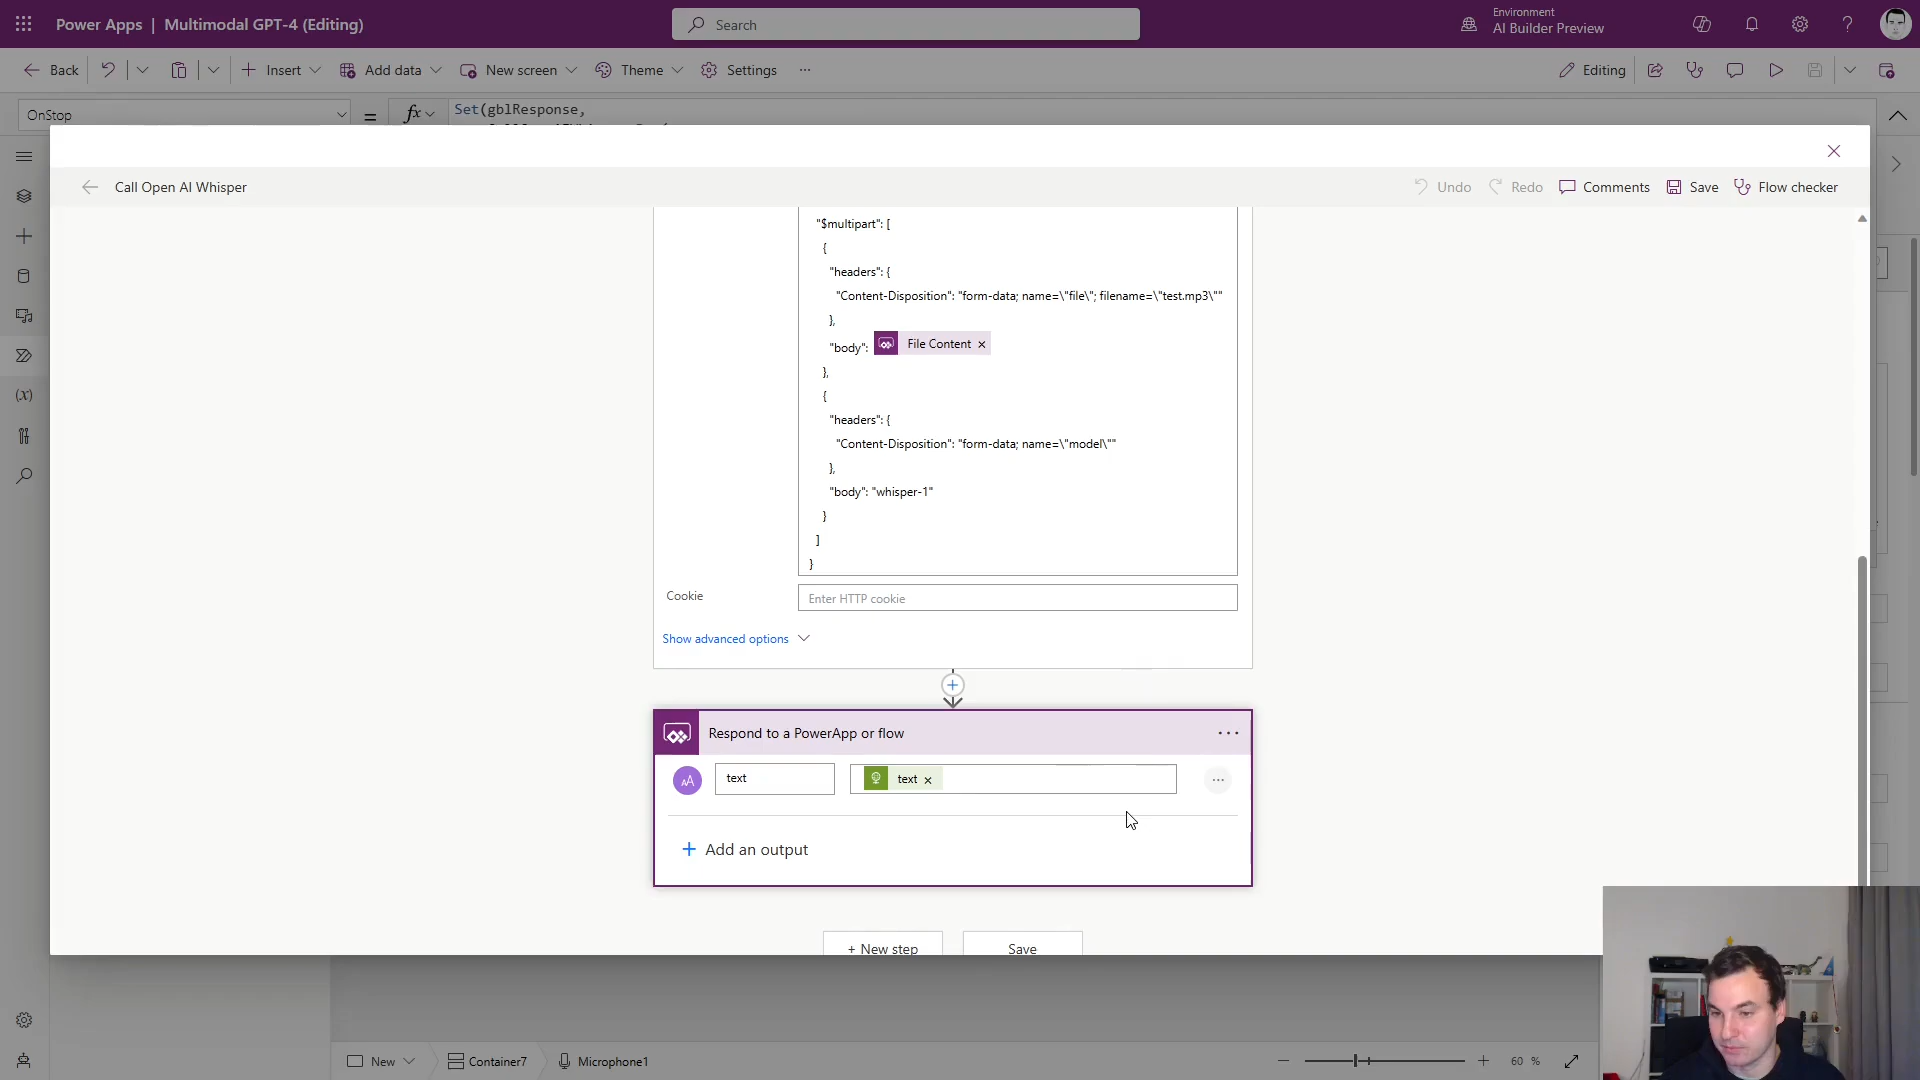 Power Apps | Multimodal GPT-4 (Editing)
Search
Environment
AI Builder Preview
Back
Insert
Add data
New screen
Theme
Settings
Editing
OnStop
=
fx
Set(gblResponse,
Call Open AI Whisper
Undo
Redo
Comments
Save
Flow checker
"$multipart": [
{
"headers": {
"Content-Disposition": "form-data; name=\"file\"; filename=\"test.mp3\""
},
"body": File Content
},
{
"headers": {
"Content-Disposition": "form-data; name=\"model\""
},
"body": "whisper-1"
}
]
}
Cookie
Enter HTTP cookie
Show advanced options
Respond to a PowerApp or flow
AA
text
text
+ Add an output
+ New step
Save
New
Container7
Microphone1
60 %